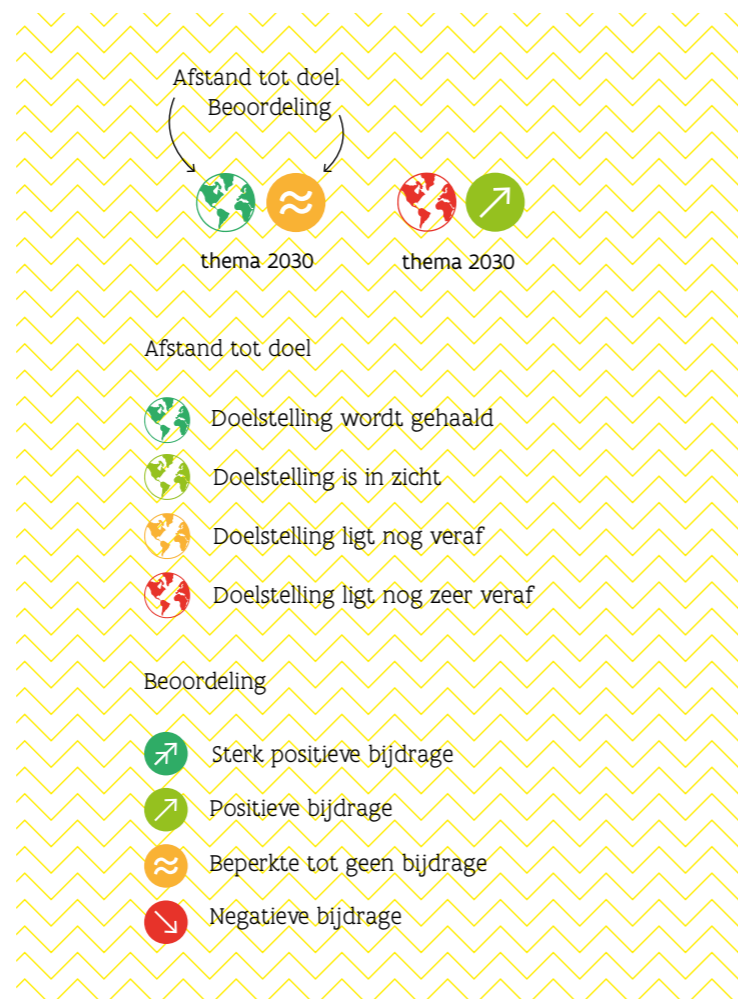 Afstand tot doel
Beoordeling
thema 2030
thema 2030
Afstand tot doel
Doelstelling wordt gehaald
Doelstelling is in zicht
Doelstelling ligt nog veraf
Doelstelling ligt nog zeer veraf
Beoordeling
Sterk positieve bijdrage
Positieve bijdrage
Beperkte tot geen bijdrage
Negatieve bijdrage